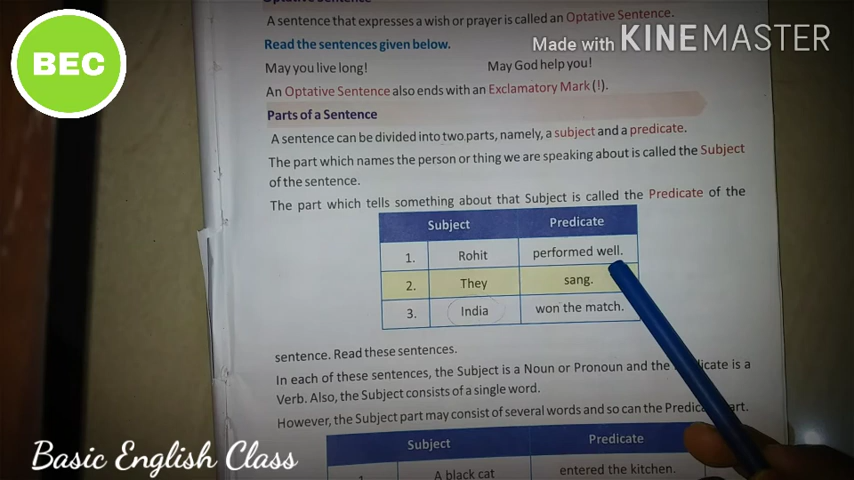 Optative Sentence
A sentence that expresses a wish or prayer is called an Optative Sentence.
Read the sentences given below.
May you live long! May God help you!
An Optative Sentence also ends with an Exclamatory Mark (!).
Parts of a Sentence
A sentence can be divided into two parts, namely, a subject and a predicate.
The part which names the person or thing we are speaking about is called the Subject
of the sentence.
The part which tells something about that Subject is called the Predicate of the
Subject Predicate
1. Rohit performed well.
2. They sang.
3. India won the match.
sentence. Read these sentences.
In each of these sentences, the Subject is a Noun or Pronoun and the icate is a
Verb. Also, the Subject consists of a single word.
However, the Subject part may consist of several words and so can the Predic art.
Subject Predicate
1. A black cat entered the kitchen.
BEC
Made with KINEMASTER
Basic English Class